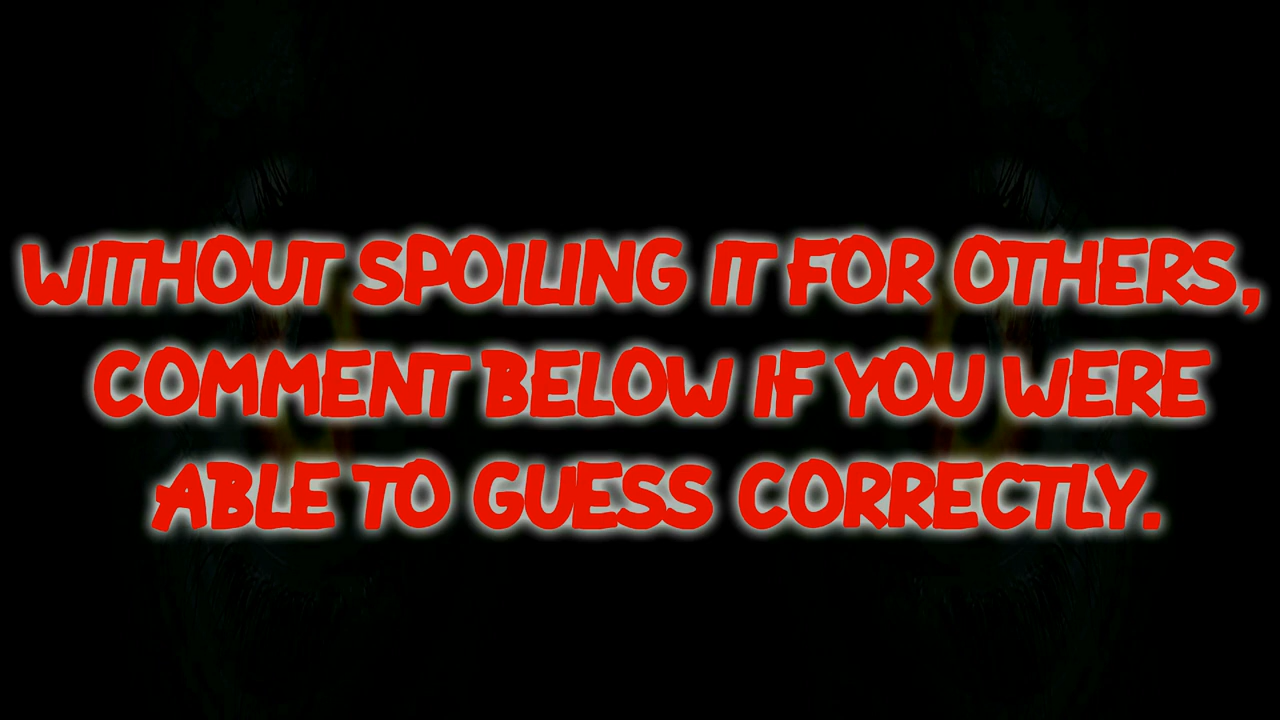 WITHOUT SPOILING IT FOR OTHERS,
COMMENT BELOW IF YOU WERE
ABLE TO GUESS CORRECTLY.